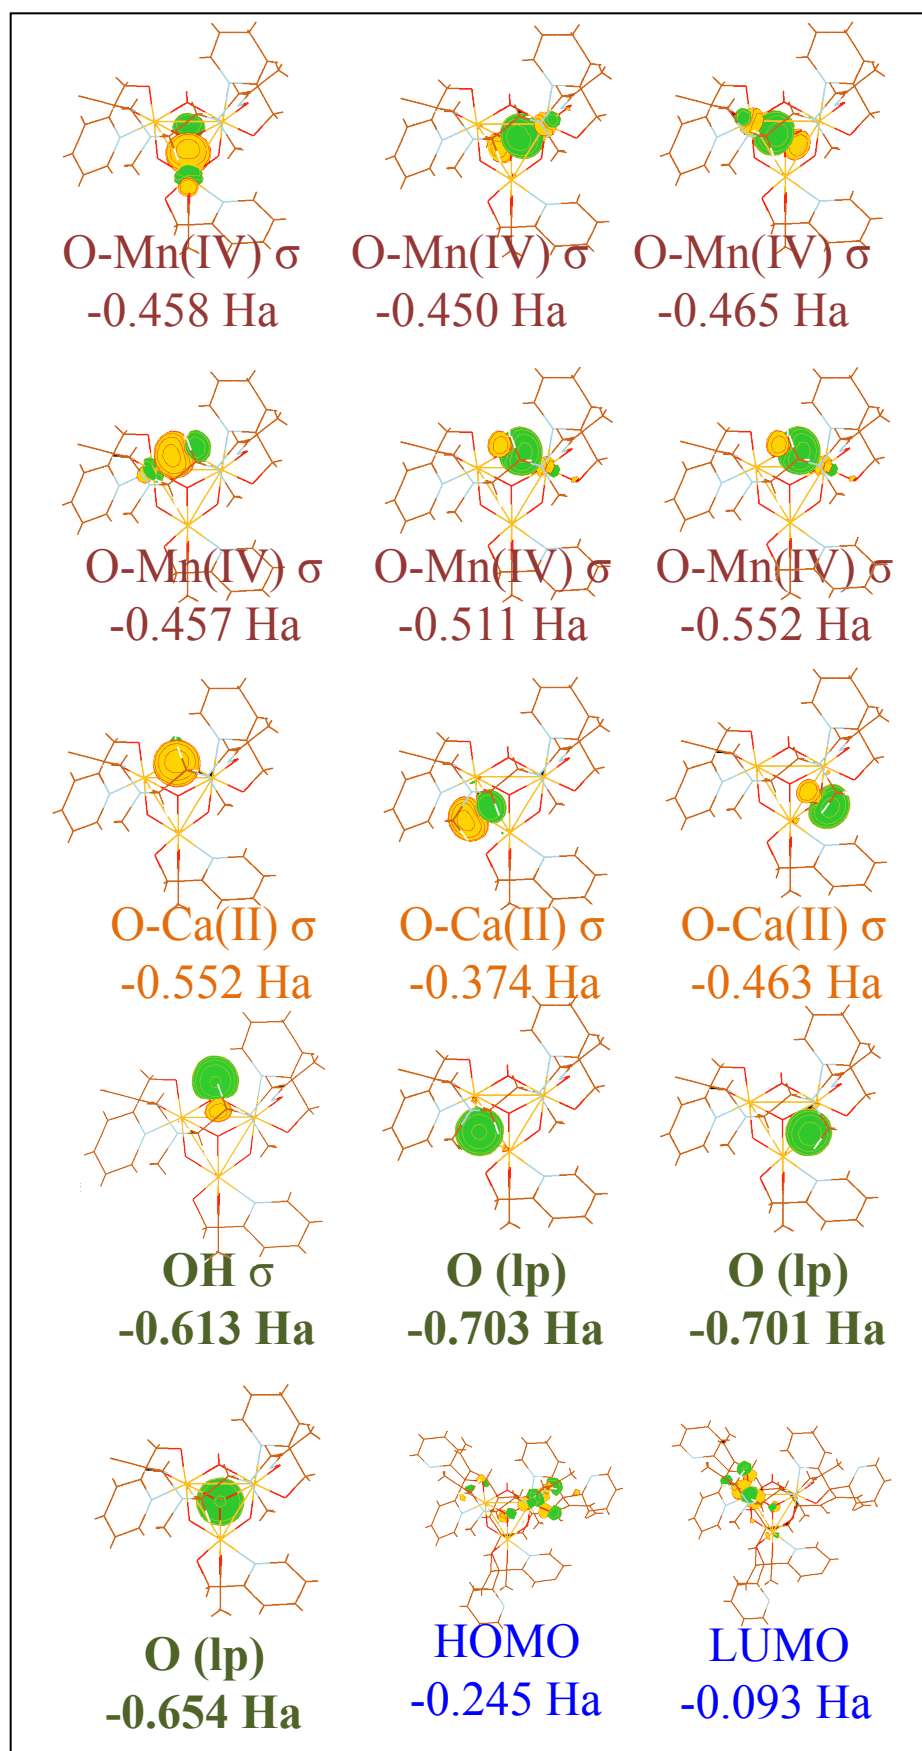 O-Mn(IV) σ O-Mn(IV) σ O-Mn(IV) σ
-0.458 Ha -0.450 Ha -0.465 Ha
O-Mn(IV) σ O-Mn(IV) σ O-Mn(IV) σ
-0.457 Ha -0.511 Ha -0.552 Ha
O-Ca(II) σ O-Ca(II) σ O-Ca(II) σ
-0.552 Ha -0.374 Ha -0.463 Ha
OH σ O (lp) O (lp)
-0.613 Ha -0.703 Ha -0.701 Ha
O (lp) HOMO LUMO
-0.654 Ha -0.245 Ha -0.093 Ha